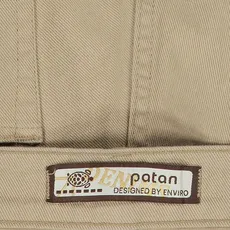 patan
DESIGNED BY ENVIRO